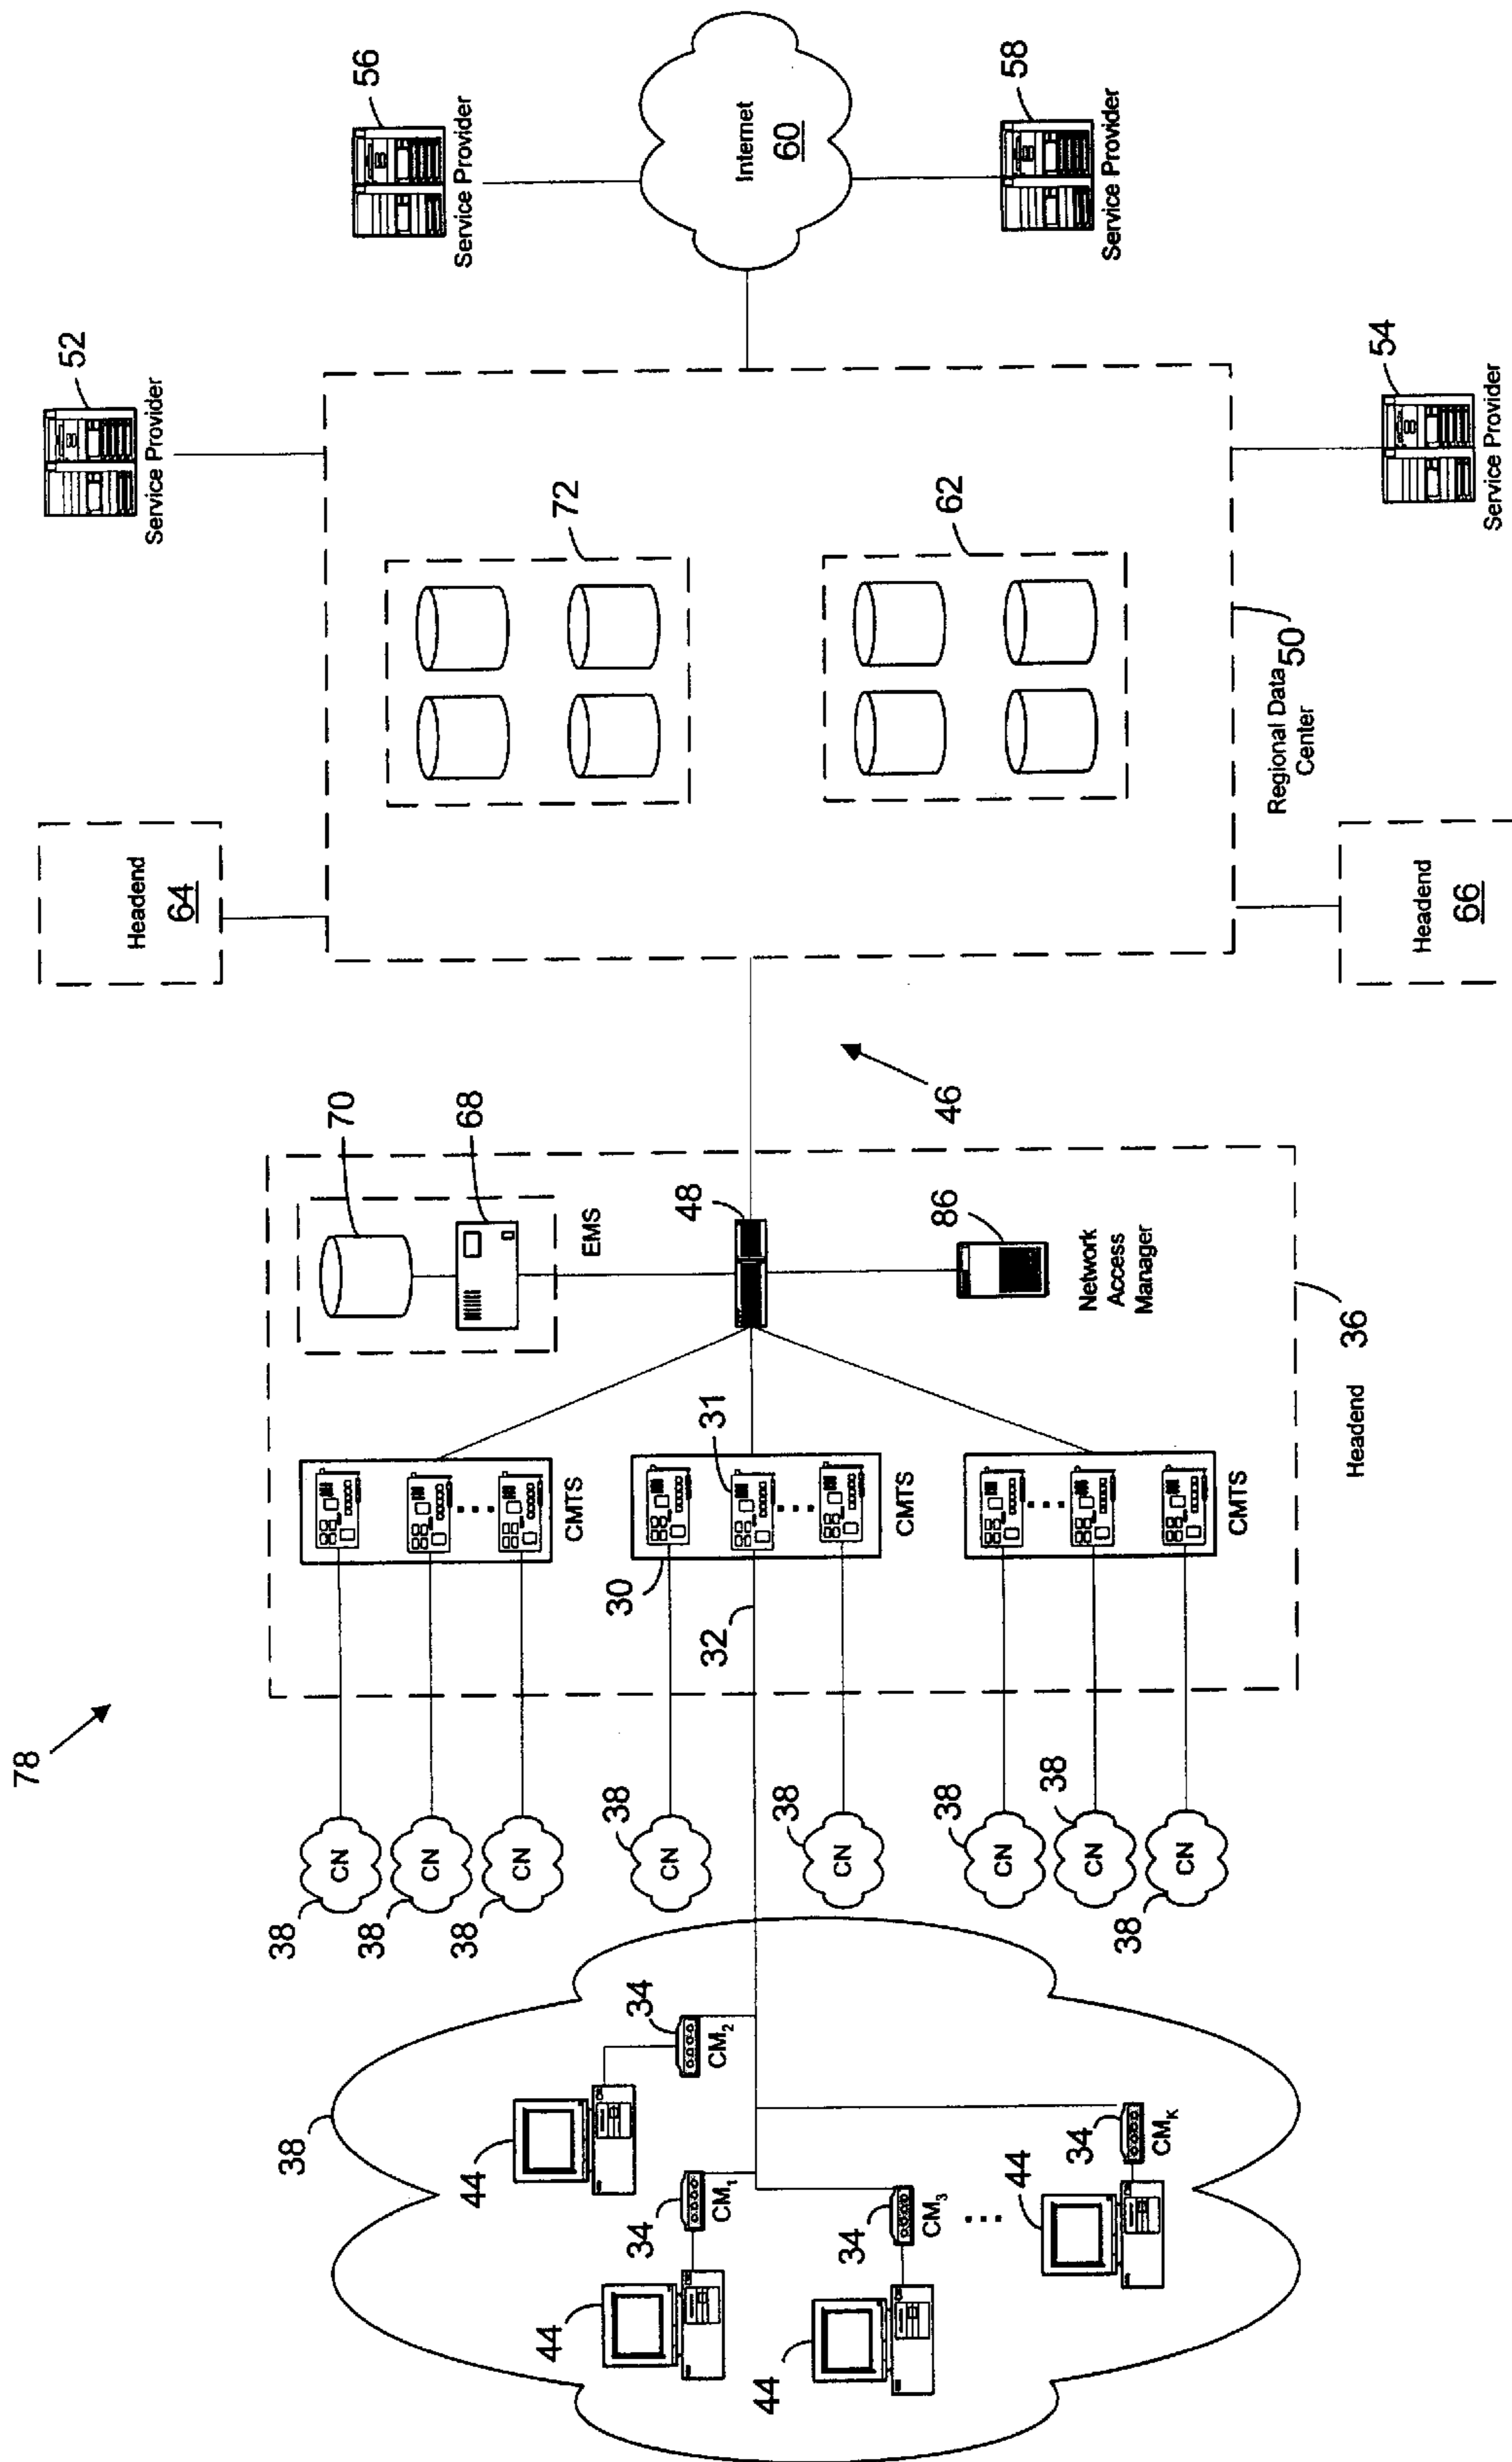 78
38
44
44
44
44
34
CM1
34
CM2
34
CM3
34
CMK
38
CN
38
CN
38
CN
38
CN
38
CN
38
CN
38
CN
38
CN
32
30
31
CMTS
CMTS
CMTS
70
68
EMS
48
86
Network
Access
Manager
36
Headend
46
Headend
64
Headend
66
72
62
Regional Data
Center
50
52
Service Provider
54
Service Provider
56
Service Provider
Internet
60
58
Service Provider